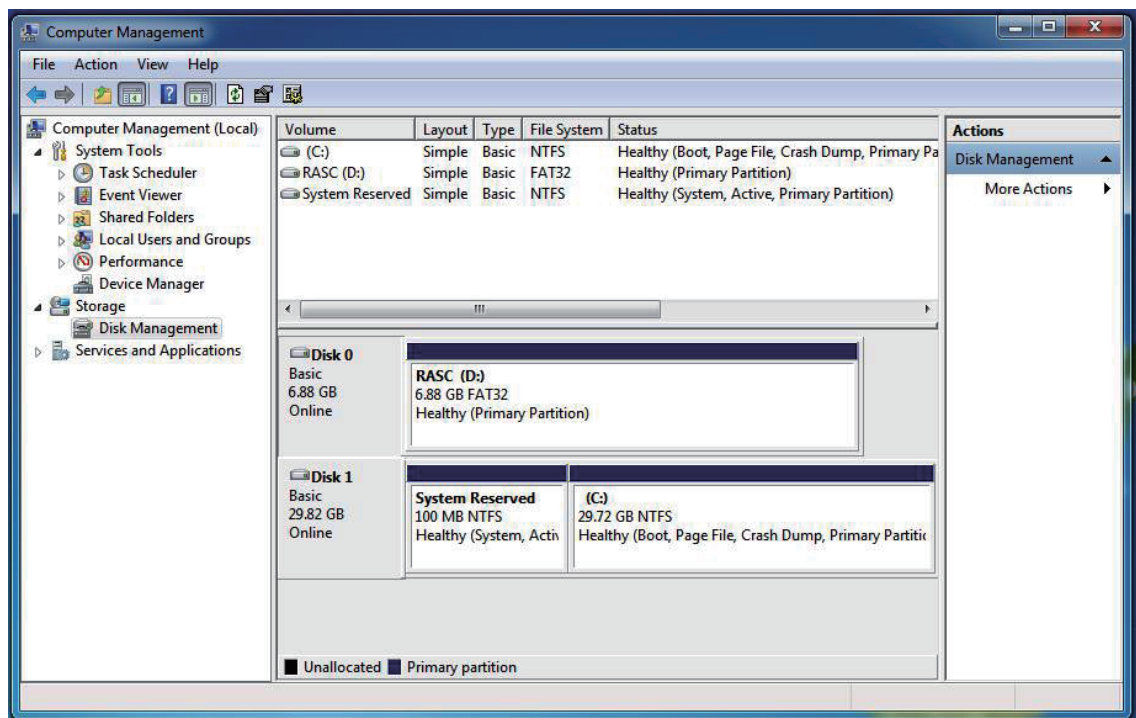 Computer Management
File Action View Help
Computer Management (Local)
System Tools
Task Scheduler
Event Viewer
Shared Folders
Local Users and Groups
Performance
Device Manager
Storage
Disk Management
Services and Applications
Volume Layout Type File System Status
(C:) Simple Basic NTFS Healthy (Boot, Page File, Crash Dump, Primary Pa
RASC (D:) Simple Basic FAT32 Healthy (Primary Partition)
System Reserved Simple Basic NTFS Healthy (System, Active, Primary Partition)
Disk 0
Basic
6.88 GB
Online
RASC (D:)
6.88 GB FAT32
Healthy (Primary Partition)
Disk 1
Basic
29.82 GB
Online
System Reserved
100 MB NTFS
Healthy (System, Activ
(C:)
29.72 GB NTFS
Healthy (Boot, Page File, Crash Dump, Primary Partitic
Unallocated Primary partition
Actions
Disk Management
More Actions